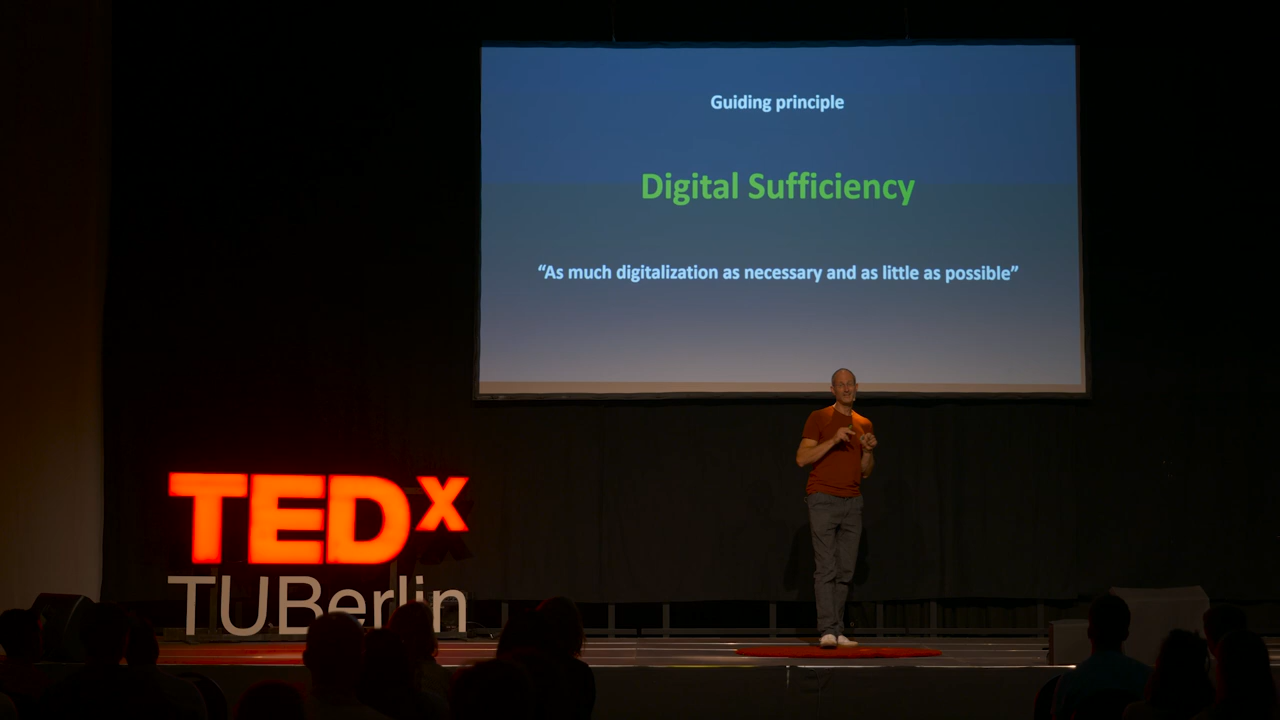 Guiding principle
Digital Sufficiency
“As much digitalization as necessary and as little as possible”
TEDx
TUBerlin